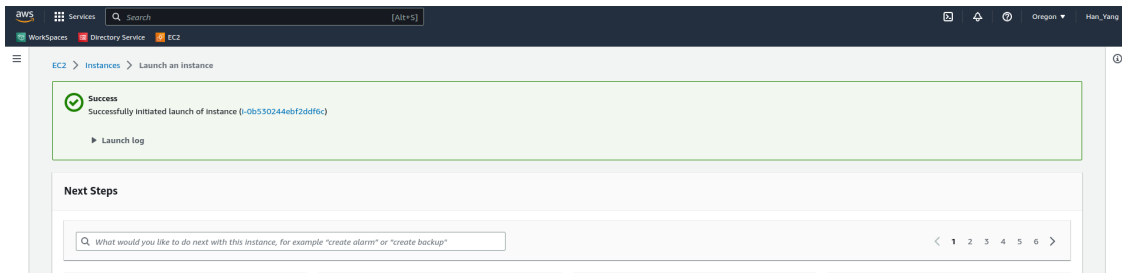 aws Services Search [Alt+S] Oregon ▼ Han_Yang
WorkSpaces Directory Service EC2
EC2 > Instances > Launch an instance
Success
Successfully initiated launch of instance (i-0b530244ebf2ddf6c)
▶ Launch log
Next Steps
What would you like to do next with this instance, for example "create alarm" or "create backup"
< 1 2 3 4 5 6 >